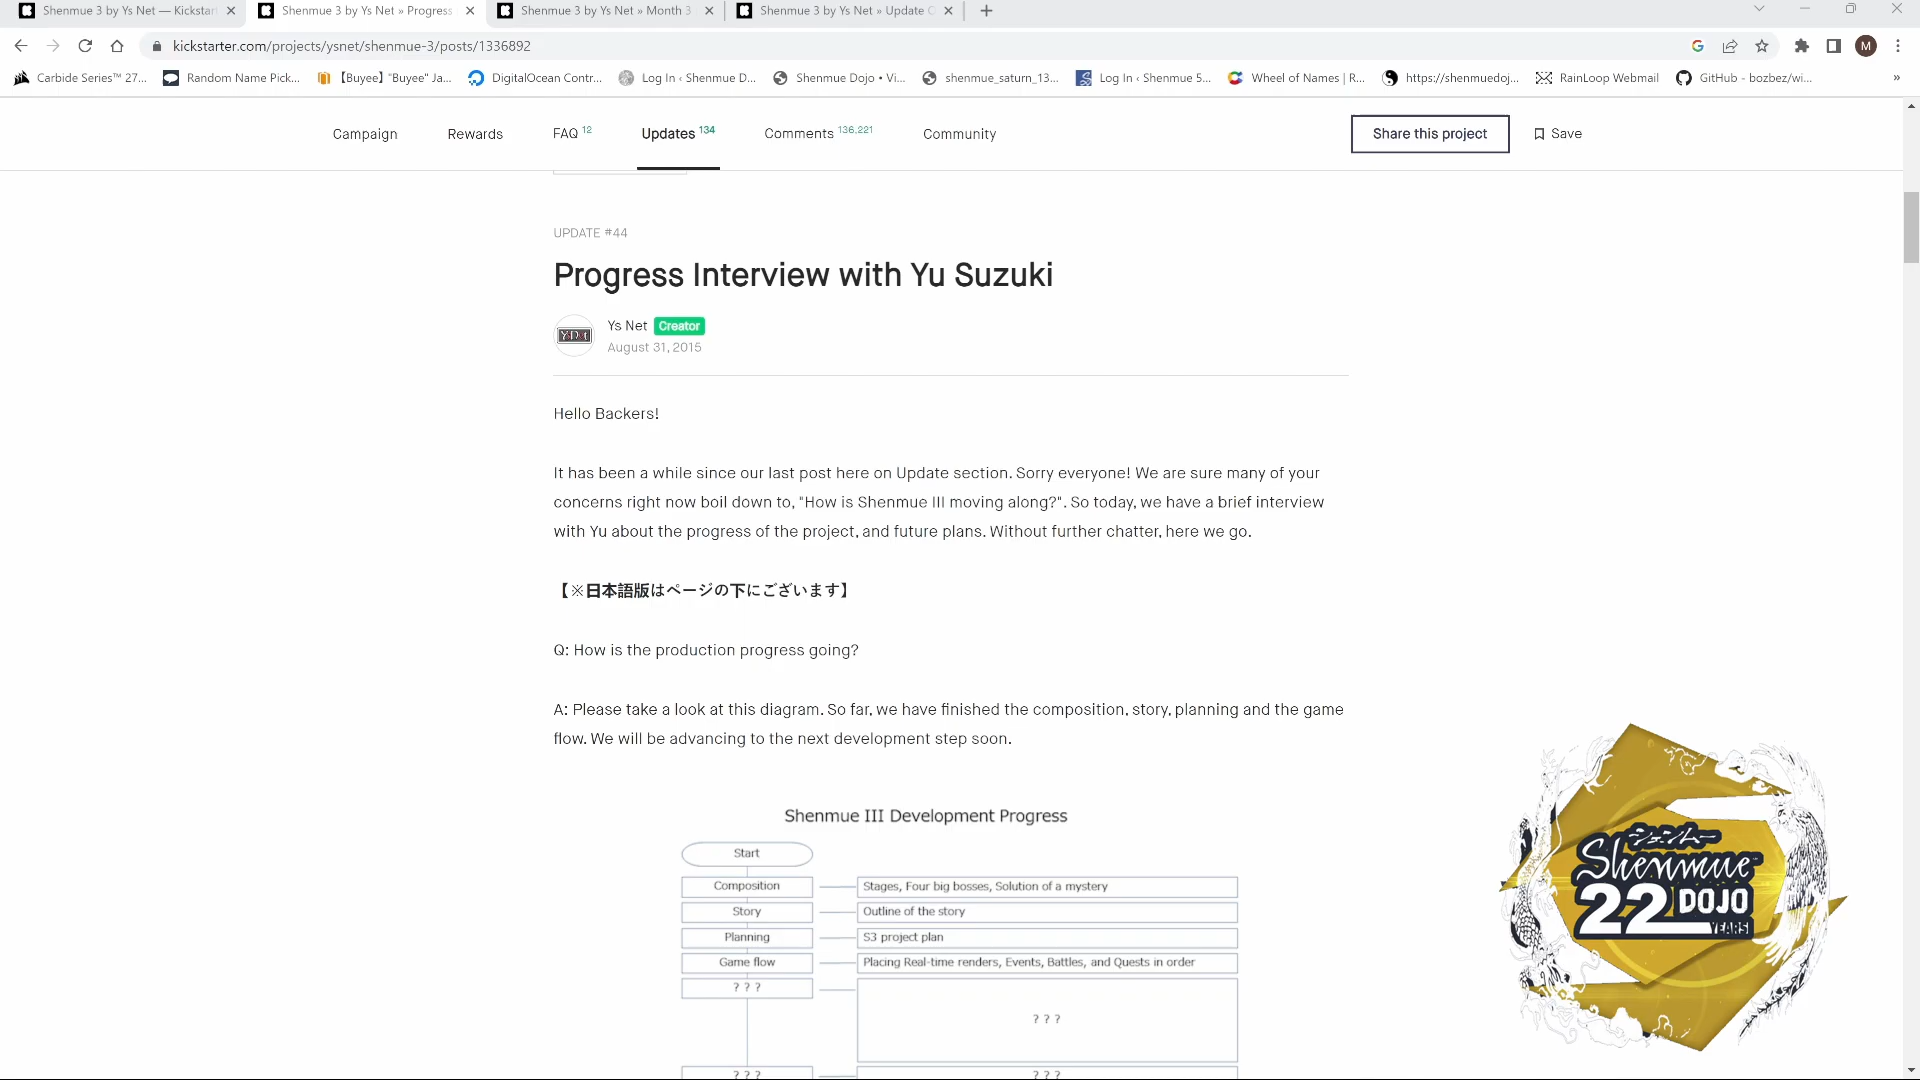 Shenmue 3 by Ys Net — Kickstar
Shenmue 3 by Ys Net » Progress
Shenmue 3 by Ys Net » Month 3
Shenmue 3 by Ys Net » Update
kickstarter.com/projects/ysnet/shenmue-3/posts/1336892
M
Carbide Series™ 27...
Random Name Pick...
【Buyee】 "Buyee" Ja...
DigitalOcean Contr...
Log In ‹ Shenmue D...
Shenmue Dojo • Vi...
shenmue_saturn_13...
Log In ‹ Shenmue 5...
Wheel of Names | R...
https://shenmuedoj...
RainLoop Webmail
GitHub - bozbez/wi...
»
Campaign
Rewards
FAQ 12
Updates 134
Comments 136,221
Community
Share this project
Save
UPDATE #44
Progress Interview with Yu Suzuki
Ys Net Creator
August 31, 2015
Hello Backers!
It has been a while since our last post here on Update section. Sorry everyone! We are sure many of your
concerns right now boil down to, "How is Shenmue III moving along?". So today, we have a brief interview
with Yu about the progress of the project, and future plans. Without further chatter, here we go.
【※日本語版はページの下にございます】
Q: How is the production progress going?
A: Please take a look at this diagram. So far, we have finished the composition, story, planning and the game
flow. We will be advancing to the next development step soon.
Shenmue III Development Progress
Start
Composition
Stages, Four big bosses, Solution of a mystery
Story
Outline of the story
Planning
S3 project plan
Game flow
Placing Real-time renders, Events, Battles, and Quests in order
? ? ?
? ? ?
? ? ?
? ? ?
シェンムー
Shenmue
22 DOJO
YEARS!